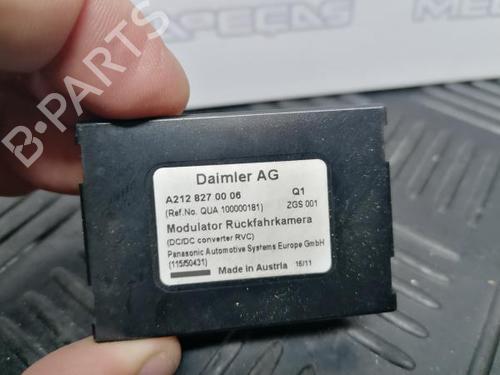 B-PARTS
Daimler AG
A212 827 00 06 Q1
(Ref.No. QUA 100000181) ZGS 001
Modulator Rückfahrkamera
(DC/DC converter RVC)
Panasonic Automotive Systems Europe GmbH
(115/50431)
Made in Austria 16/11